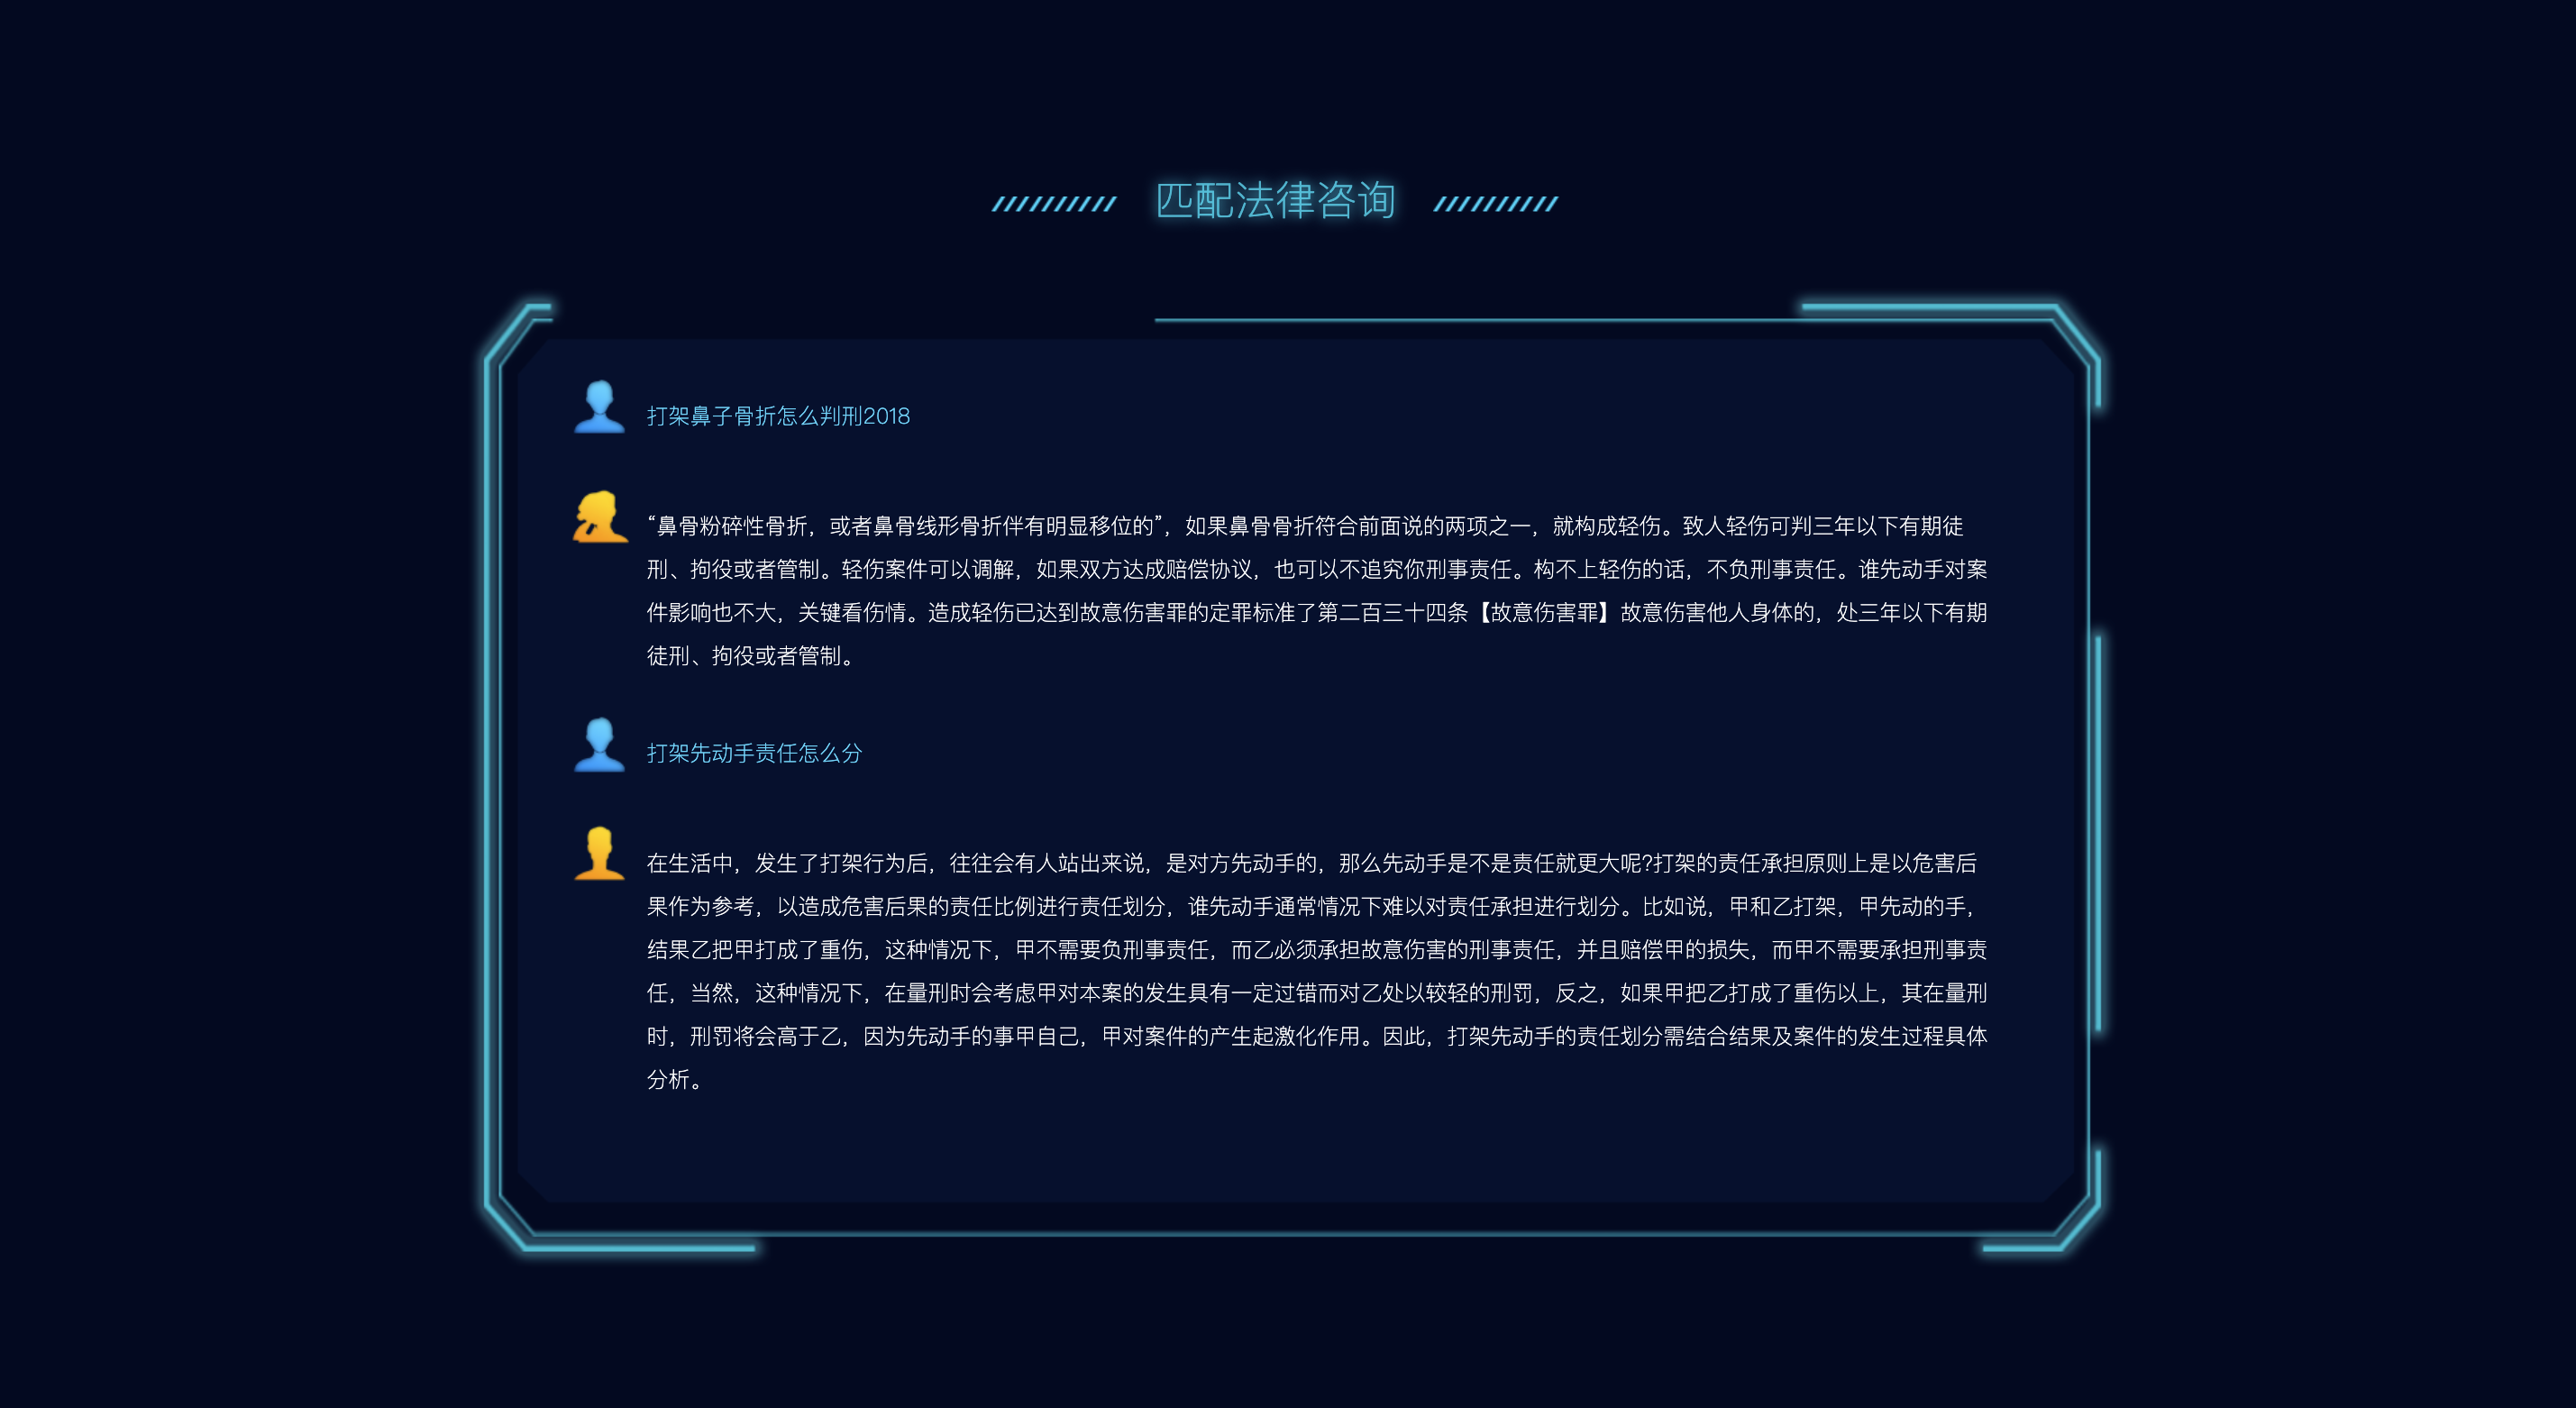 匹配法律咨询
打架鼻子骨折怎么判刑2018
“鼻骨粉碎性骨折，或者鼻骨线形骨折伴有明显移位的”，如果鼻骨骨折符合前面说的两项之一，就构成轻伤。致人轻伤可判三年以下有期徒
刑、拘役或者管制。轻伤案件可以调解，如果双方达成赔偿协议，也可以不追究你刑事责任。构不上轻伤的话，不负刑事责任。谁先动手对案
件影响也不大，关键看伤情。造成轻伤已达到故意伤害罪的定罪标准了第二百三十四条【故意伤害罪】故意伤害他人身体的，处三年以下有期
徒刑、拘役或者管制。
打架先动手责任怎么分
在生活中，发生了打架行为后，往往会有人站出来说，是对方先动手的，那么先动手是不是责任就更大呢?打架的责任承担原则上是以危害后
果作为参考，以造成危害后果的责任比例进行责任划分，谁先动手通常情况下难以对责任承担进行划分。比如说，甲和乙打架，甲先动的手，
结果乙把甲打成了重伤，这种情况下，甲不需要负刑事责任，而乙必须承担故意伤害的刑事责任，并且赔偿甲的损失，而甲不需要承担刑事责
任，当然，这种情况下，在量刑时会考虑甲对本案的发生具有一定过错而对乙处以较轻的刑罚，反之，如果甲把乙打成了重伤以上，其在量刑
时，刑罚将会高于乙，因为先动手的事甲自己，甲对案件的产生起激化作用。因此，打架先动手的责任划分需结合结果及案件的发生过程具体
分析。